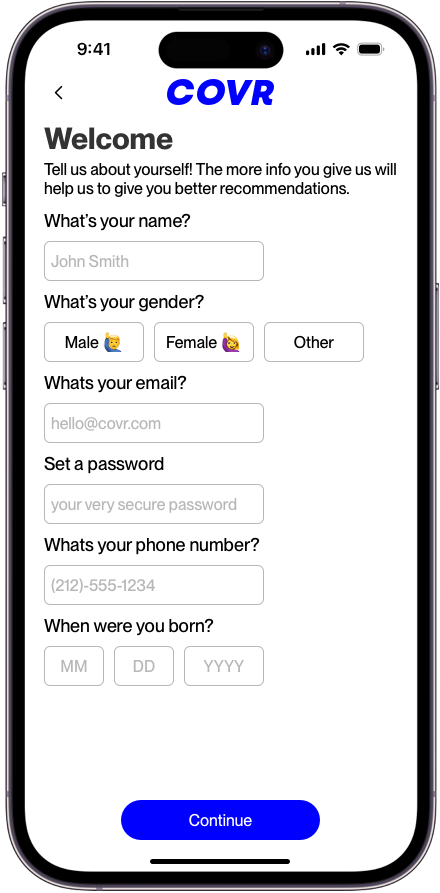 9:41
COVR
Welcome
Tell us about yourself! The more info you give us will
help us to give you better recommendations.
What's your name?
John Smith
What's your gender?
Male 🙋‍♂️ Female 🙋‍♀️ Other
Whats your email?
hello@covr.com
Set a password
your very secure password
Whats your phone number?
(212)-555-1234
When were you born?
MM DD YYYY
Continue